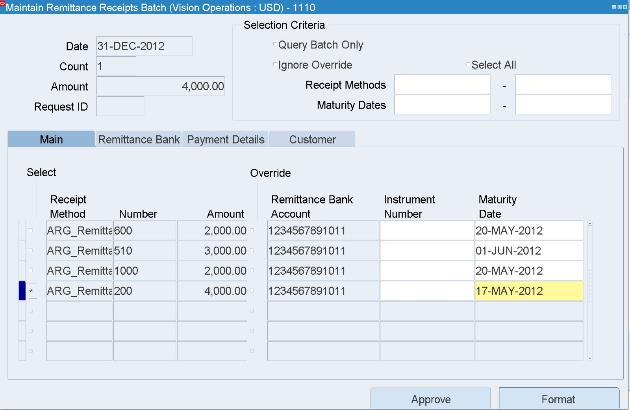 Maintain Remittance Receipts Batch (Vision Operations : USD) - 1110
Selection Criteria
Date 31-DEC-2012
Query Batch Only
Count 1
Ignore Override Select All
Amount 4,000.00
Receipt Methods -
Request ID
Maturity Dates -
Main Remittance Bank Payment Details Customer
Select Override
Receipt Remittance Bank Instrument Maturity
Method Number Amount Account Number Date
ARG_Remitta 600 2,000.00 1234567891011 20-MAY-2012
ARG_Remitta 510 3,000.00 1234567891011 01-JUN-2012
ARG_Remitta 1000 2,000.00 1234567891011 20-MAY-2012
ARG_Remitta 200 4,000.00 1234567891011 17-MAY-2012
Approve Format